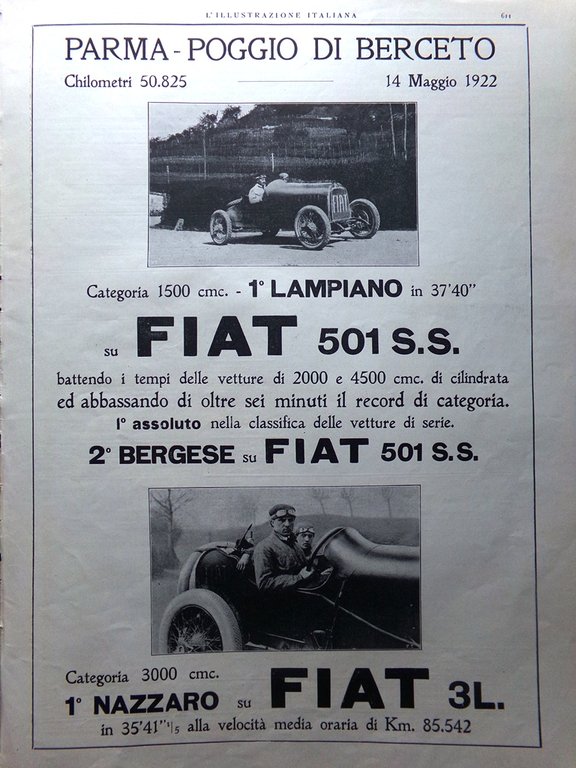 L'ILLUSTRAZIONE ITALIANA 611
PARMA - POGGIO DI BERCETO
Chilometri 50.825 14 Maggio 1922
FIAT
Categoria 1500 cmc. - 1° LAMPIANO in 37'40"
su FIAT 501 S.S.
battendo i tempi delle vetture di 2000 e 4500 cmc. di cilindrata
ed abbassando di oltre sei minuti il record di categoria.
1° assoluto nella classifica delle vetture di serie.
2° BERGESE su FIAT 501 S.S.
Categoria 3000 cmc.
1° NAZZARO su FIAT 3L.
in 35'41"1/5 alla velocità media oraria di Km. 85.542